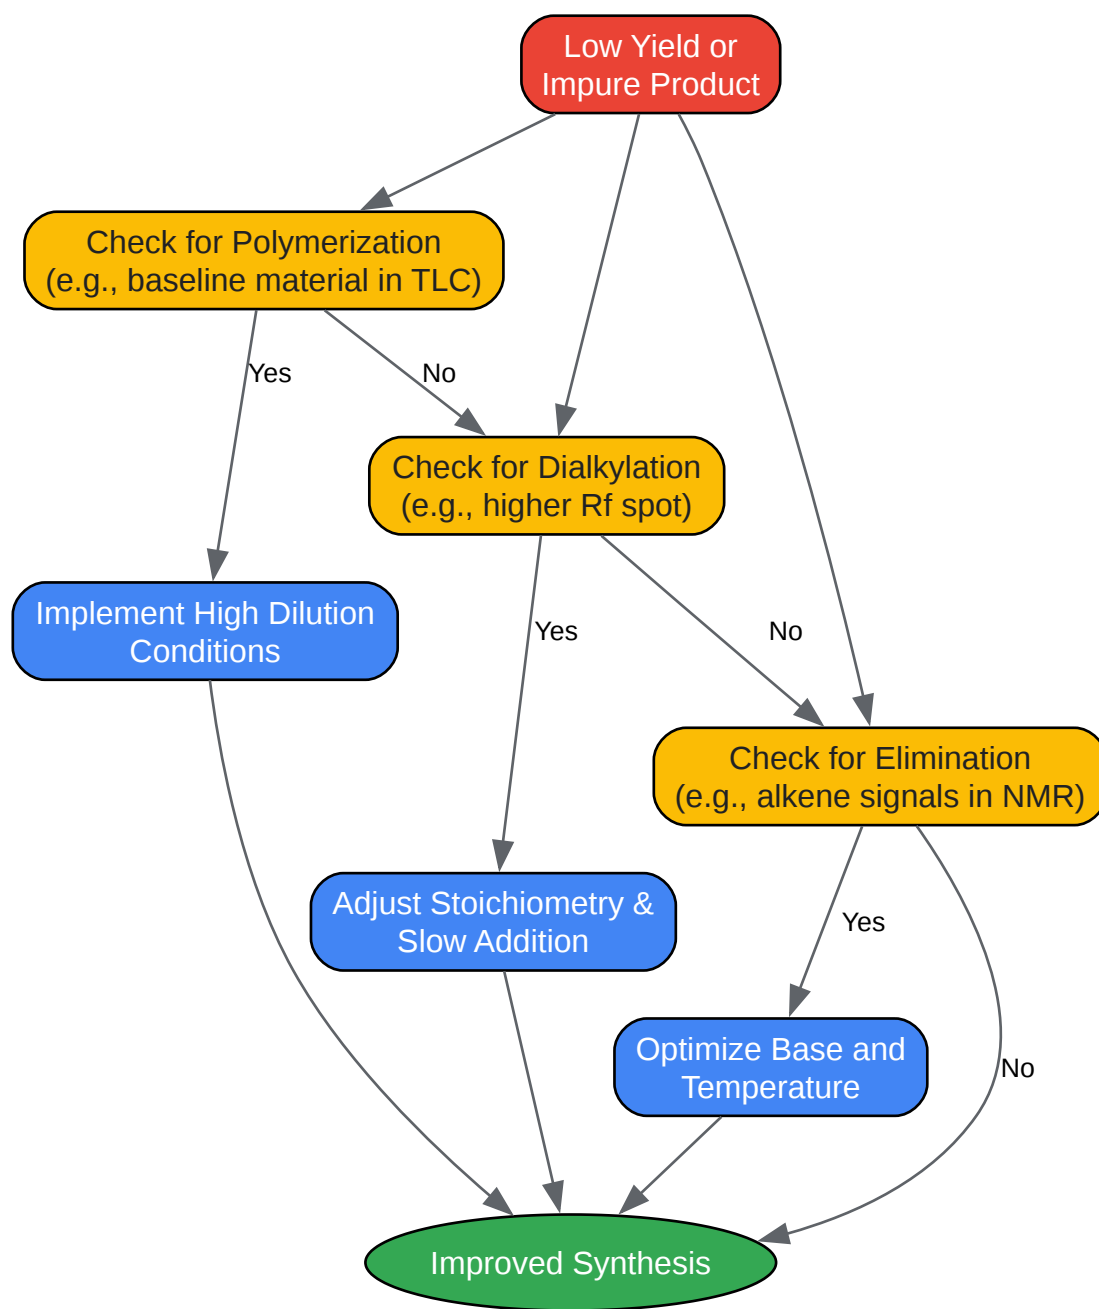 Low Yield or
Impure Product
Check for Polymerization
(e.g., baseline material in TLC)
Yes
No
Check for Dialkylation
(e.g., higher Rf spot)
Implement High Dilution
Conditions
Yes
No
Check for Elimination
(e.g., alkene signals in NMR)
Adjust Stoichiometry &
Slow Addition
Yes
Optimize Base and
Temperature
No
Improved Synthesis